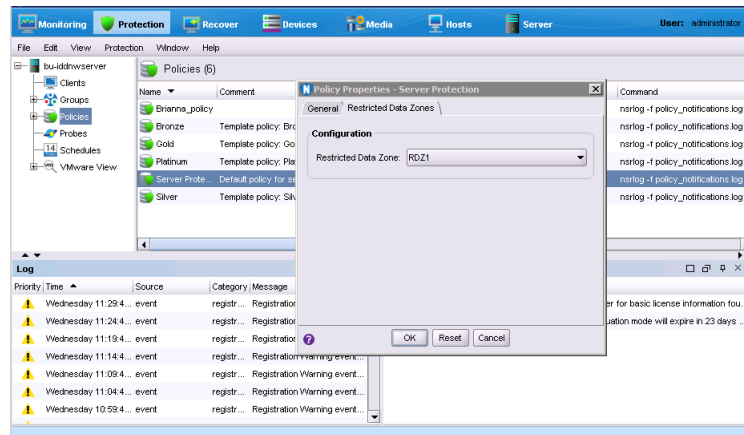 Monitoring Protection Recover Devices Media Hosts Server User: administrator
File Edit View Protection Window Help
bu-iddnwserver
Clients
Groups
Policies
Probes
14 Schedules
VMware View
Policies (6)
Name Comment Command
Brianna_policy nsrlog -f policy_notifications.log
Bronze Template policy: Bro nsrlog -f policy_notifications.log
Gold Template policy: Go nsrlog -f policy_notifications.log
Platinum Template policy: Pla nsrlog -f policy_notifications.log
Server Prote... Default policy for se nsrlog -f policy_notifications.log
Silver Template policy: Silv nsrlog -f policy_notifications.log
N Policy Properties - Server Protection
General Restricted Data Zones
Configuration
Restricted Data Zone: RDZ1
OK Reset Cancel
Log
Priority Time Source Category Message
Wednesday 11:29:4... event registr... Registration er for basic license information fou...
Wednesday 11:24:4... event registr... Registration uation mode will expire in 23 days ...
Wednesday 11:19:4... event registr... Registration
Wednesday 11:14:4... event registr... Registration Warning event...
Wednesday 11:09:4... event registr... Registration Warning event...
Wednesday 11:04:4... event registr... Registration Warning event...
Wednesday 10:59:4... event registr... Registration Warning event...